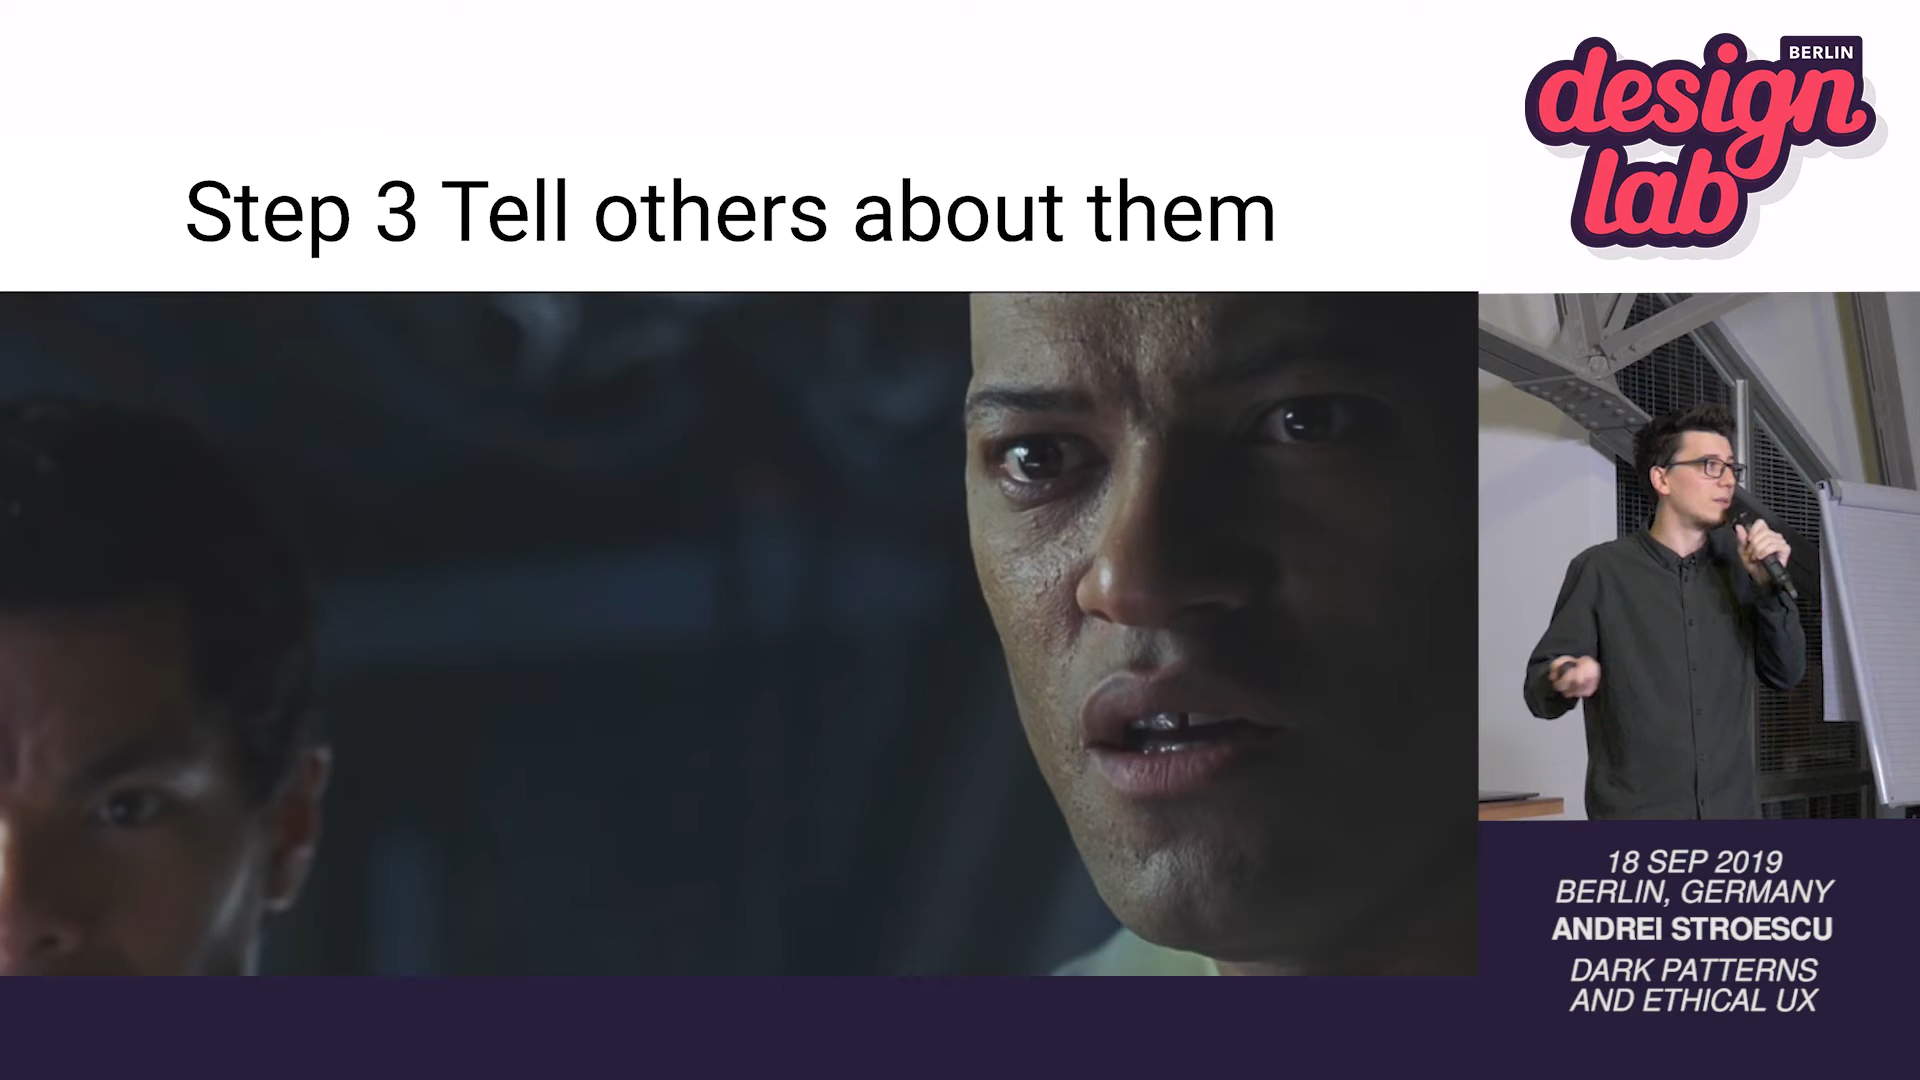 Step 3 Tell others about them
BERLIN
design
lab
18 SEP 2019
BERLIN, GERMANY
ANDREI STROESCU
DARK PATTERNS
AND ETHICAL UX